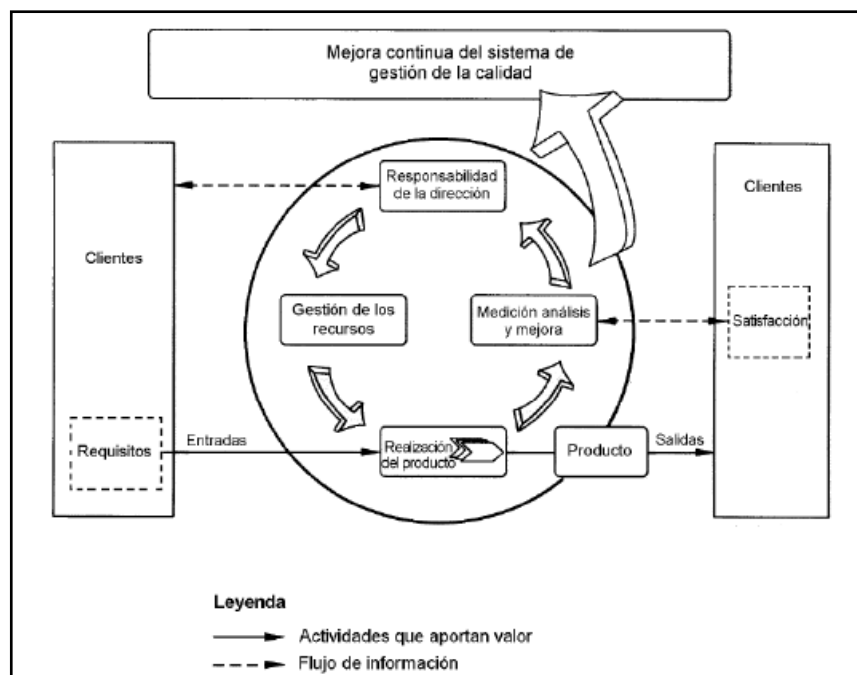 Mejora continua del sistema de
gestión de la calidad
Responsabilidad
de la dirección
Clientes
Clientes
Gestión de los
recursos
Medición análisis
y mejora
Satisfacción
Requisitos
Entradas
Realización
del producto
Producto
Salidas
Leyenda
Actividades que aportan valor
Flujo de información